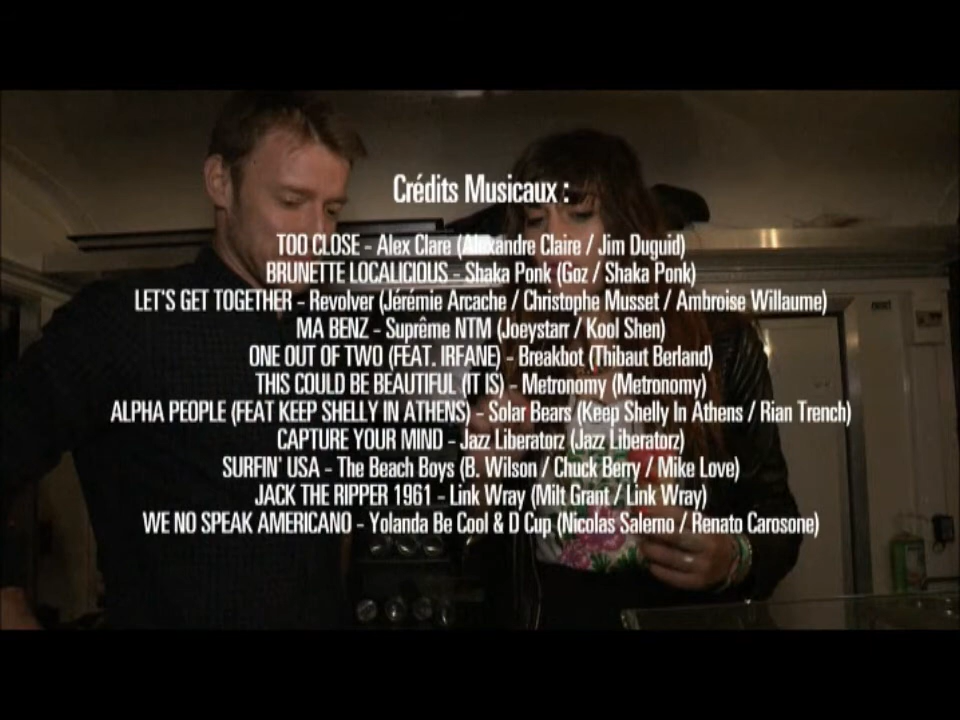 Crédits Musicaux :
TOO CLOSE - Alex Clare (Alexandre Claire / Jim Duguid)
BRUNETTE LOCALICIOUS - Shaka Ponk (Goz / Shaka Ponk)
LET'S GET TOGETHER - Revolver (Jérémie Arcache / Christophe Musset / Ambroise Willaume)
MA BENZ - Suprême NTM (Joeystarr / Kool Shen)
ONE OUT OF TWO (FEAT. IRFANE) - Breakbot (Thibaut Berland)
THIS COULD BE BEAUTIFUL (IT IS) - Metronomy (Metronomy)
ALPHA PEOPLE (FEAT KEEP SHELLY IN ATHENS) - Solar Bears (Keep Shelly In Athens / Rian Trench)
CAPTURE YOUR MIND - Jazz Liberatorz (Jazz Liberatorz)
SURFIN' USA - The Beach Boys (B. Wilson / Chuck Berry / Mike Love)
JACK THE RIPPER 1961 - Link Wray (Milt Grant / Link Wray)
WE NO SPEAK AMERICANO - Yolanda Be Cool & D Cup (Nicolas Salerno / Renato Carosone)